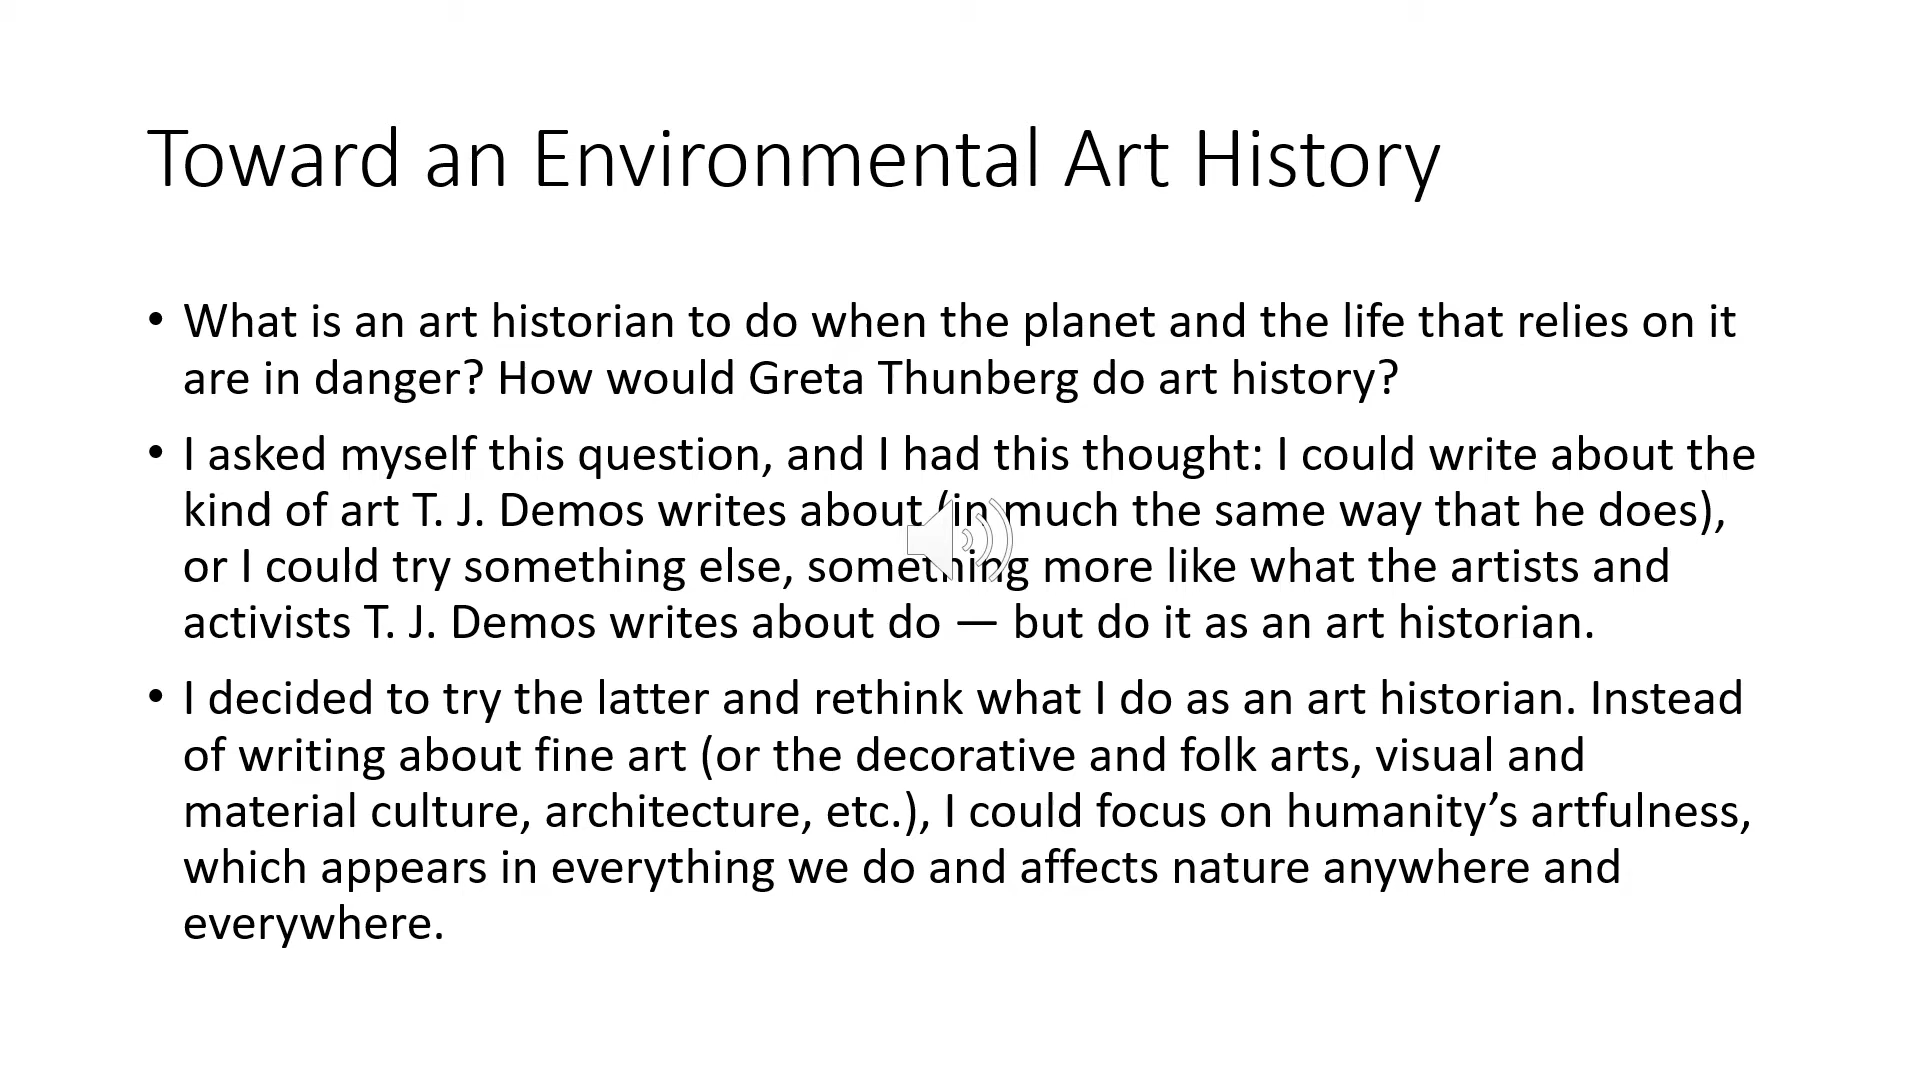 Toward an Environmental Art History
• What is an art historian to do when the planet and the life that relies on it
are in danger? How would Greta Thunberg do art history?
• I asked myself this question, and I had this thought: I could write about the
kind of art T. J. Demos writes about (in much the same way that he does),
or I could try something else, something more like what the artists and
activists T. J. Demos writes about do — but do it as an art historian.
• I decided to try the latter and rethink what I do as an art historian. Instead
of writing about fine art (or the decorative and folk arts, visual and
material culture, architecture, etc.), I could focus on humanity’s artfulness,
which appears in everything we do and affects nature anywhere and
everywhere.